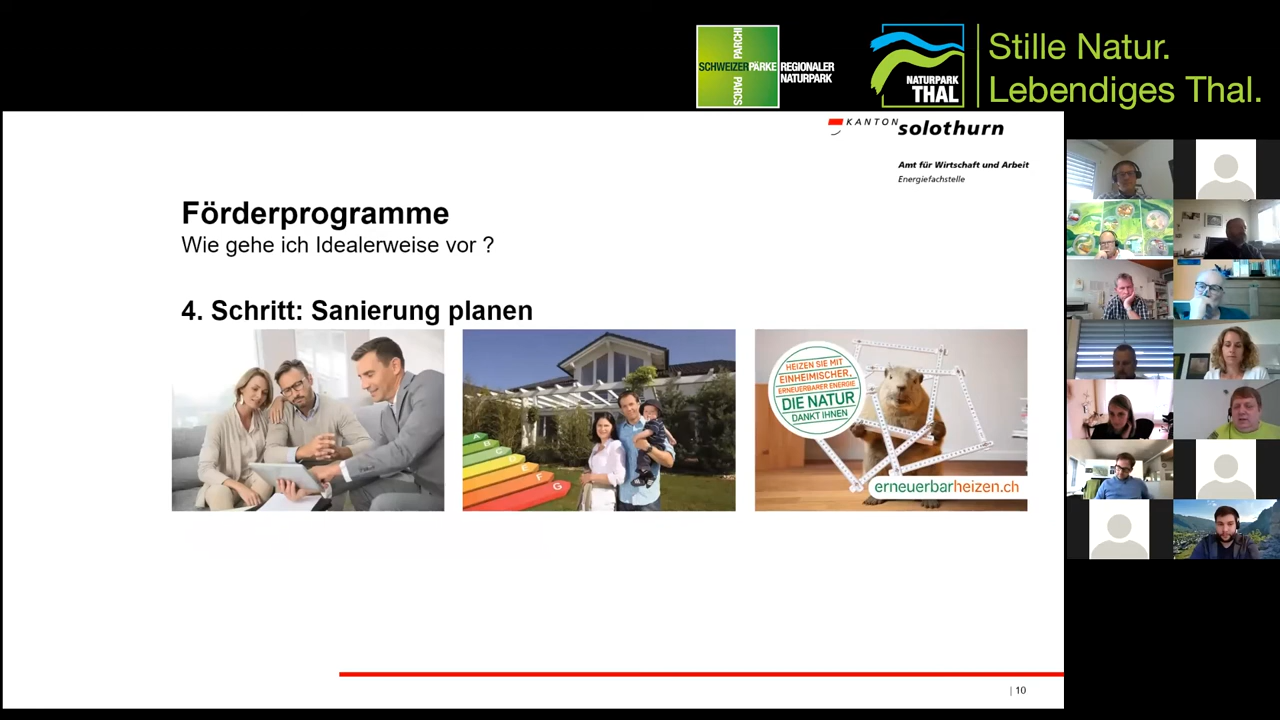 SCHWEIZER PÄRKE
PARCHI
PARCS
REGIONALER
NATURPARK
NATURPARK
THAL
Stille Natur.
Lebendiges Thal.
KANTON solothurn
Amt für Wirtschaft und Arbeit
Energiefachstelle
Förderprogramme
Wie gehe ich Idealerweise vor ?
4. Schritt: Sanierung planen
A
B
C
D
E
F
G
HEIZEN SIE MIT
EINHEIMISCHER,
ERNEUERBARER ENERGIE
DIE NATUR
DANKT IHNEN
erneuerbarheizen.ch
| 10